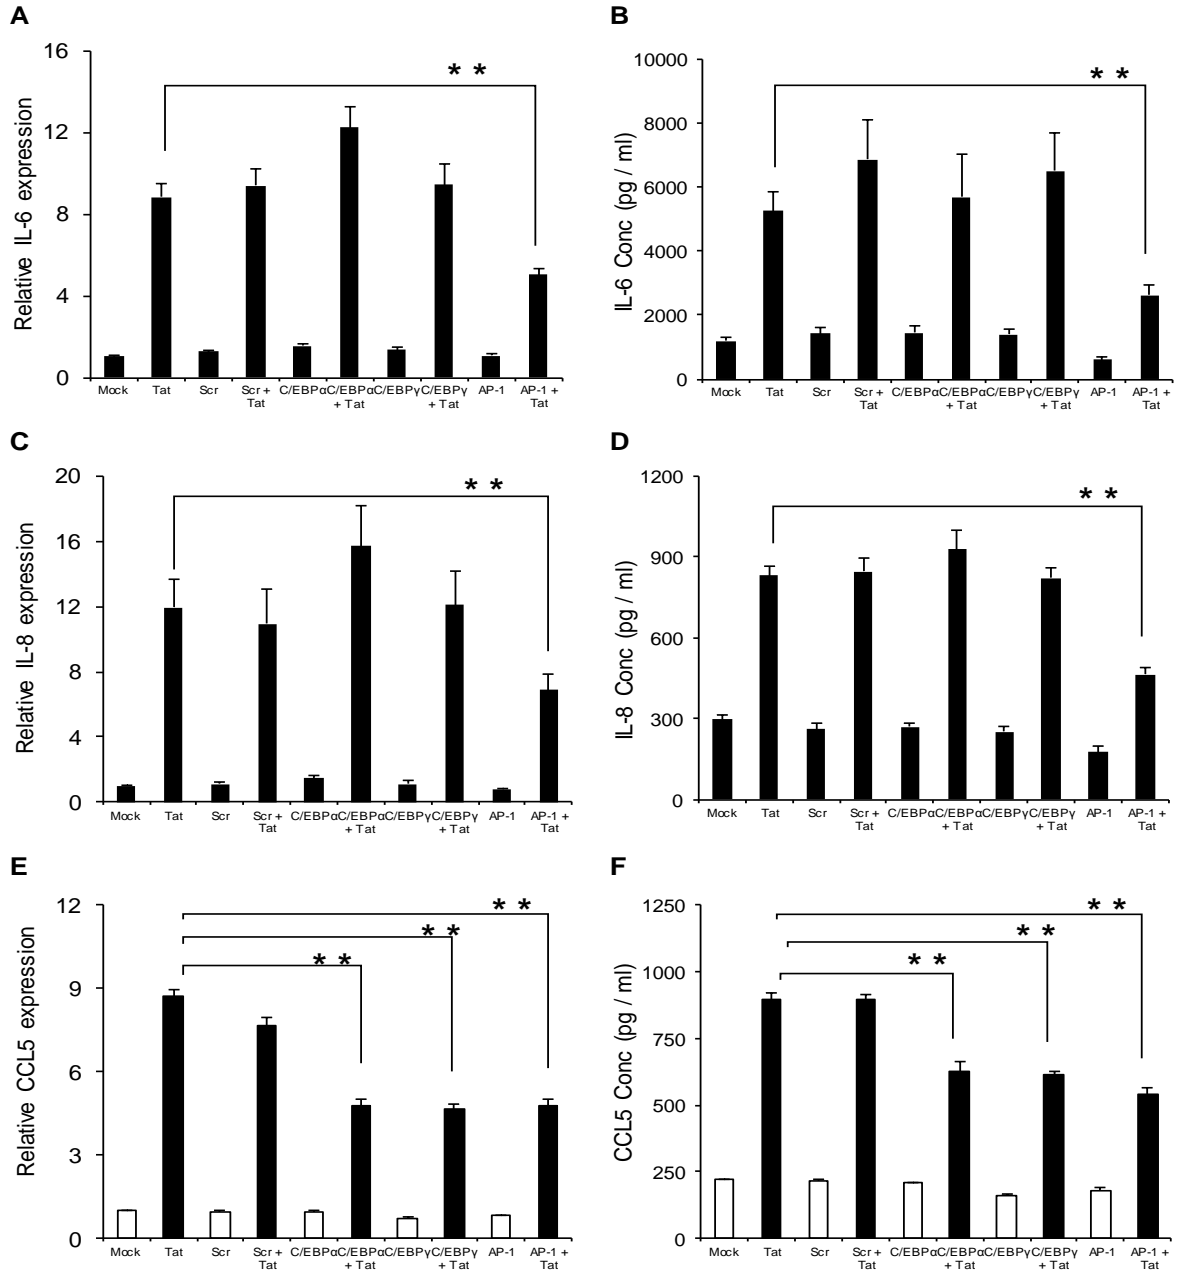 A
Relative IL-6 expression
16
12
8
4
0
* *
Mock Tat Scr Scr + Tat C/EBPα C/EBPα + Tat C/EBPγ C/EBPγ + Tat AP-1 AP-1 + Tat
B
IL-6 Conc (pg / ml)
10000
8000
6000
4000
2000
0
* *
Mock Tat Scr Scr + Tat C/EBPα C/EBPα + Tat C/EBPγ C/EBPγ + Tat AP-1 AP-1 + Tat
C
Relative IL-8 expression
20
16
12
8
4
0
* *
Mock Tat Scr Scr + Tat C/EBPα C/EBPα + Tat C/EBPγ C/EBPγ + Tat AP-1 AP-1 + Tat
D
IL-8 Conc (pg / ml)
1200
900
600
300
0
* *
Mock Tat Scr Scr + Tat C/EBPα C/EBPα + Tat C/EBPγ C/EBPγ + Tat AP-1 AP-1 + Tat
E
Relative CCL5 expression
12
9
6
3
0
* *
* *
* *
Mock Tat Scr Scr + Tat C/EBPα C/EBPα + Tat C/EBPγ C/EBPγ + Tat AP-1 AP-1 + Tat
F
CCL5 Conc (pg / ml)
1250
1000
750
500
250
0
* *
* *
* *
Mock Tat Scr Scr + Tat C/EBPα C/EBPα + Tat C/EBPγ C/EBPγ + Tat AP-1 AP-1 + Tat